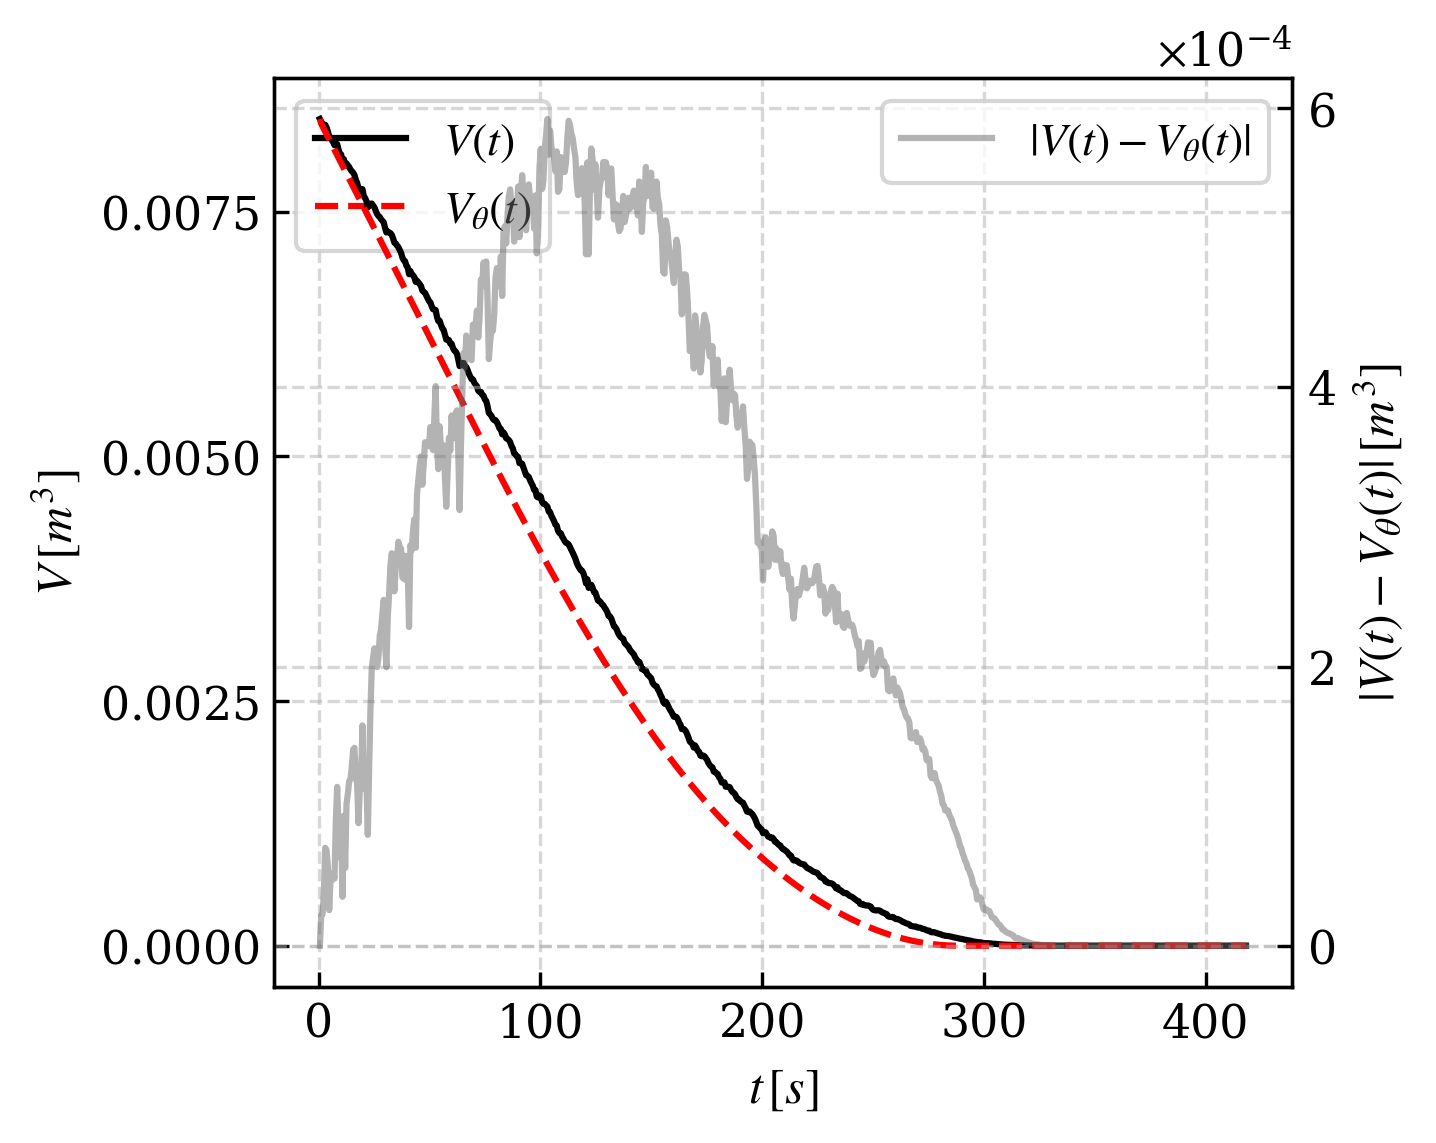 ×10⁻⁴
V(t)
V_θ(t)
|V(t) − V_θ(t)|
V [m³]
0.0075
0.0050
0.0025
0.0000
6
4
2
0
|V(t) − V_θ(t)| [m³]
0 100 200 300 400
t [s]